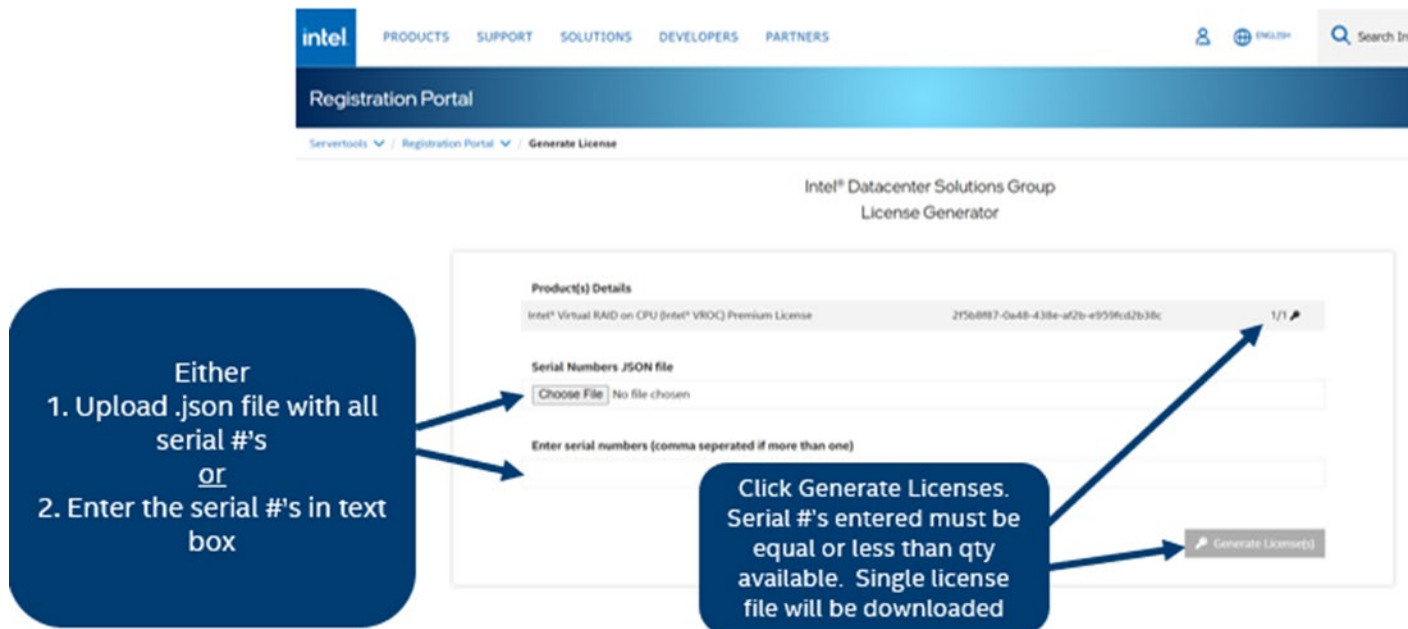 intel
PRODUCTS SUPPORT SOLUTIONS DEVELOPERS PARTNERS
ENGLISH
Search In
Registration Portal
Servertools / Registration Portal / Generate License
Intel® Datacenter Solutions Group
License Generator
Product(s) Details
Intel® Virtual RAID on CPU (Intel® VROC) Premium License 2f5b8f87-0a48-438e-af2b-e959fcd2b38c 1/1
Serial Numbers JSON file
Choose File No file chosen
Enter serial numbers (comma seperated if more than one)
Generate License(s)
Either
1. Upload .json file with all
serial #'s
or
2. Enter the serial #'s in text
box
Click Generate Licenses.
Serial #'s entered must be
equal or less than qty
available. Single license
file will be downloaded